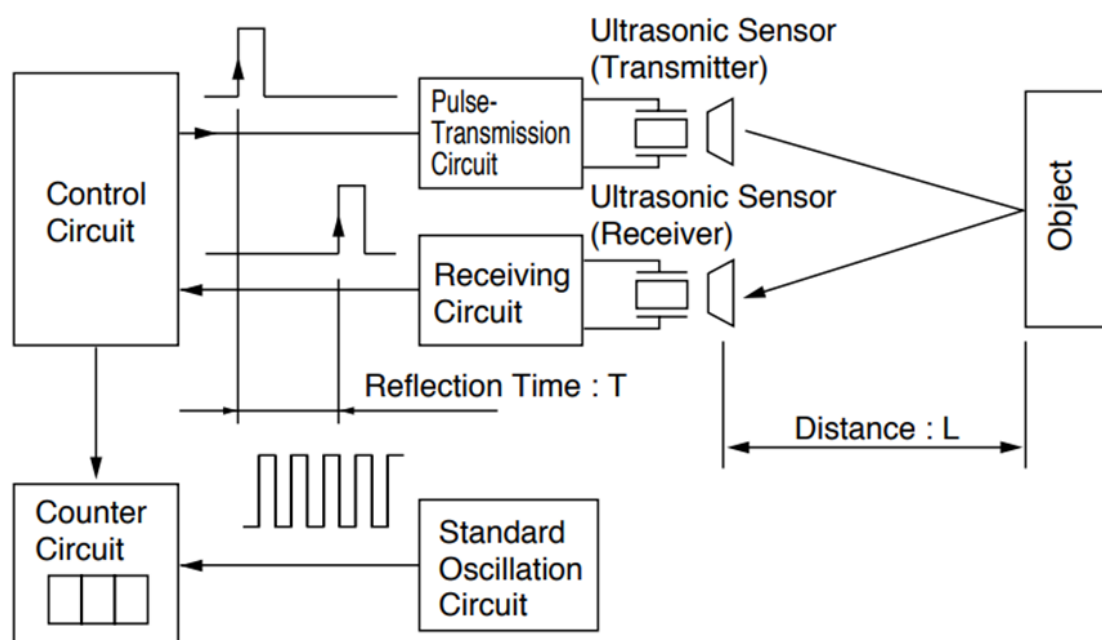 Ultrasonic Sensor
(Transmitter)
Pulse-
Transmission
Circuit
Control
Circuit
Object
Ultrasonic Sensor
(Receiver)
Receiving
Circuit
Reflection Time : T
Distance : L
Counter
Circuit
Standard
Oscillation
Circuit